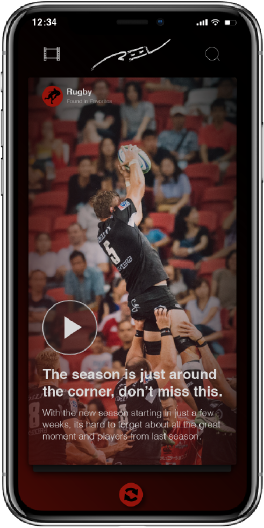 12:34
REEL
Rugby
Found in Favorites
5
The season is just around
the corner, don't miss this.
With the new season starting in just a few
weeks, its hard to forget about all the great
moment and players from last season.